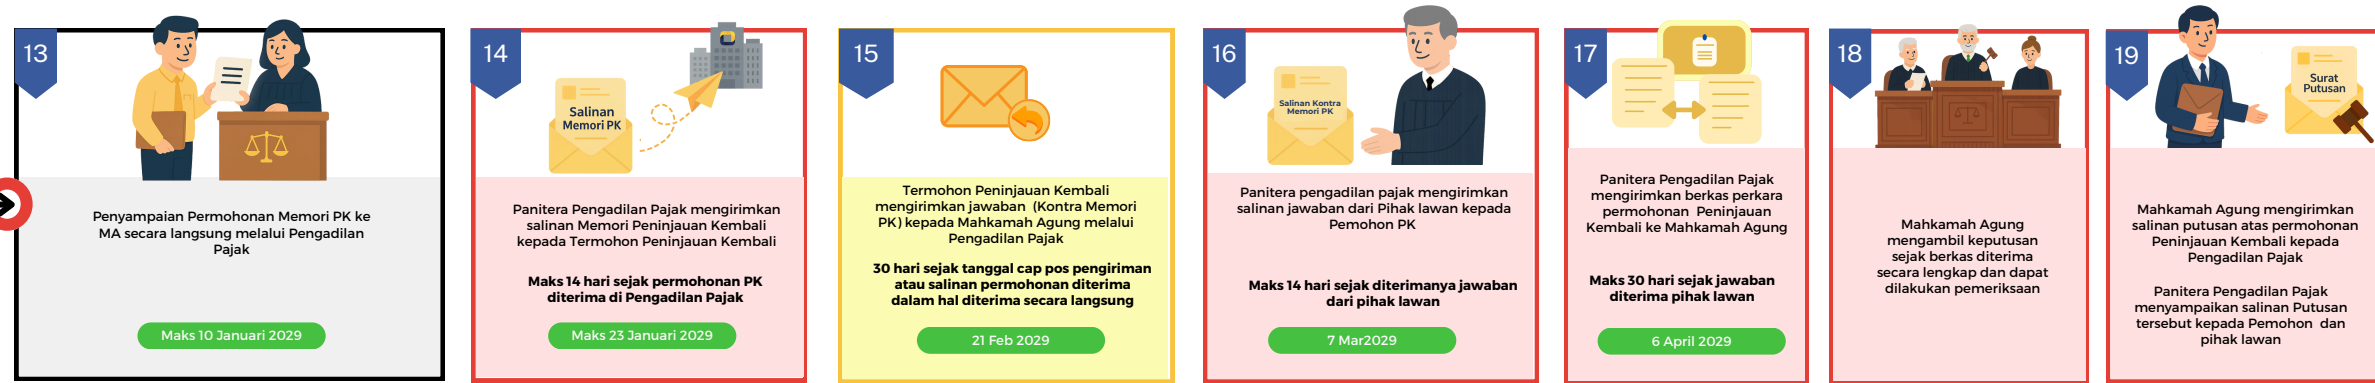 13
Penyampaian Permohonan Memori PK ke
MA secara langsung melalui Pengadilan
Pajak
Maks 10 Januari 2029
14
Salinan
Memori PK
Panitera Pengadilan Pajak mengirimkan
salinan Memori Peninjauan Kembali
kepada Termohon Peninjauan Kembali
Maks 14 hari sejak permohonan PK
diterima di Pengadilan Pajak
Maks 23 Januari 2029
15
Termohon Peninjauan Kembali
mengirimkan jawaban (Kontra Memori
PK) kepada Mahkamah Agung melalui
Pengadilan Pajak
30 hari sejak tanggal cap pos pengiriman
atau salinan permohonan diterima
dalam hal diterima secara langsung
21 Feb 2029
16
Salinan Kontra
Memori PK
Panitera pengadilan pajak mengirimkan
salinan jawaban dari Pihak lawan kepada
Pemohon PK
Maks 14 hari sejak diterimanya jawaban
dari pihak lawan
7 Mar2029
17
Panitera Pengadilan Pajak
mengirimkan berkas perkara
permohonan Peninjauan
Kembali ke Mahkamah Agung
Maks 30 hari sejak jawaban
diterima pihak lawan
6 April 2029
18
Mahkamah Agung
mengambil keputusan
sejak berkas diterima
secara lengkap dan dapat
dilakukan pemeriksaan
19
Surat
Putusan
Mahkamah Agung mengirimkan
salinan putusan atas permohonan
Peninjauan Kembali kepada
Pengadilan Pajak
Panitera Pengadilan Pajak
menyampaikan salinan Putusan
tersebut kepada Pemohon dan
pihak lawan